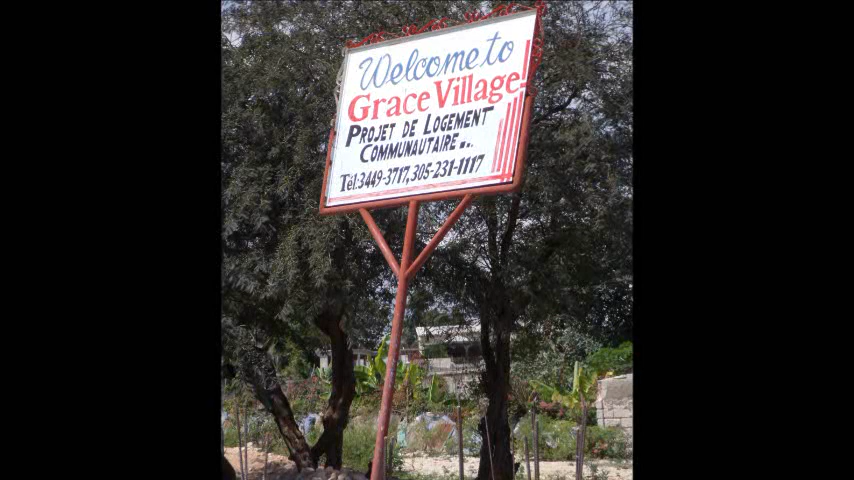 Welcome to
Grace Village!
PROJET DE LOGEMENT
COMMUNAUTAIRE...
Tél:3449-3717,305-231-1117